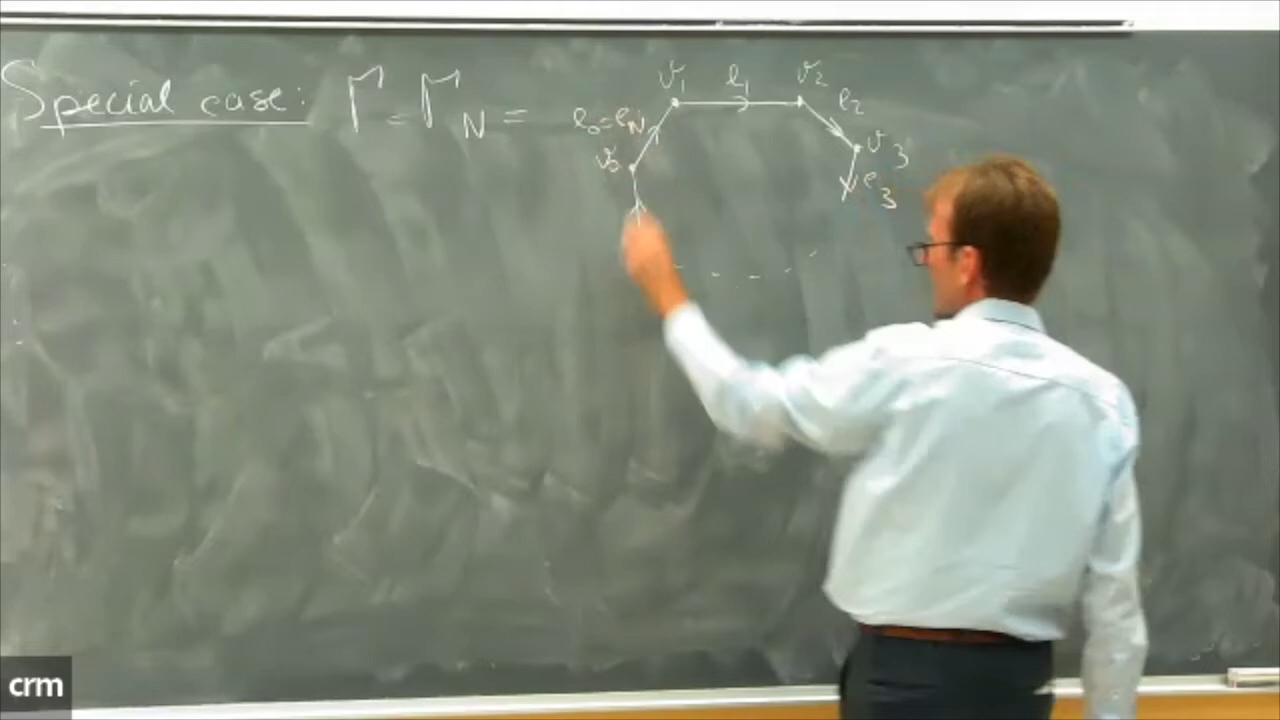 Special case: Γ = Γ_N =
e₀=e_N
v₀
v₁
e₁
v₂
e₂
v₃
e₃
crm